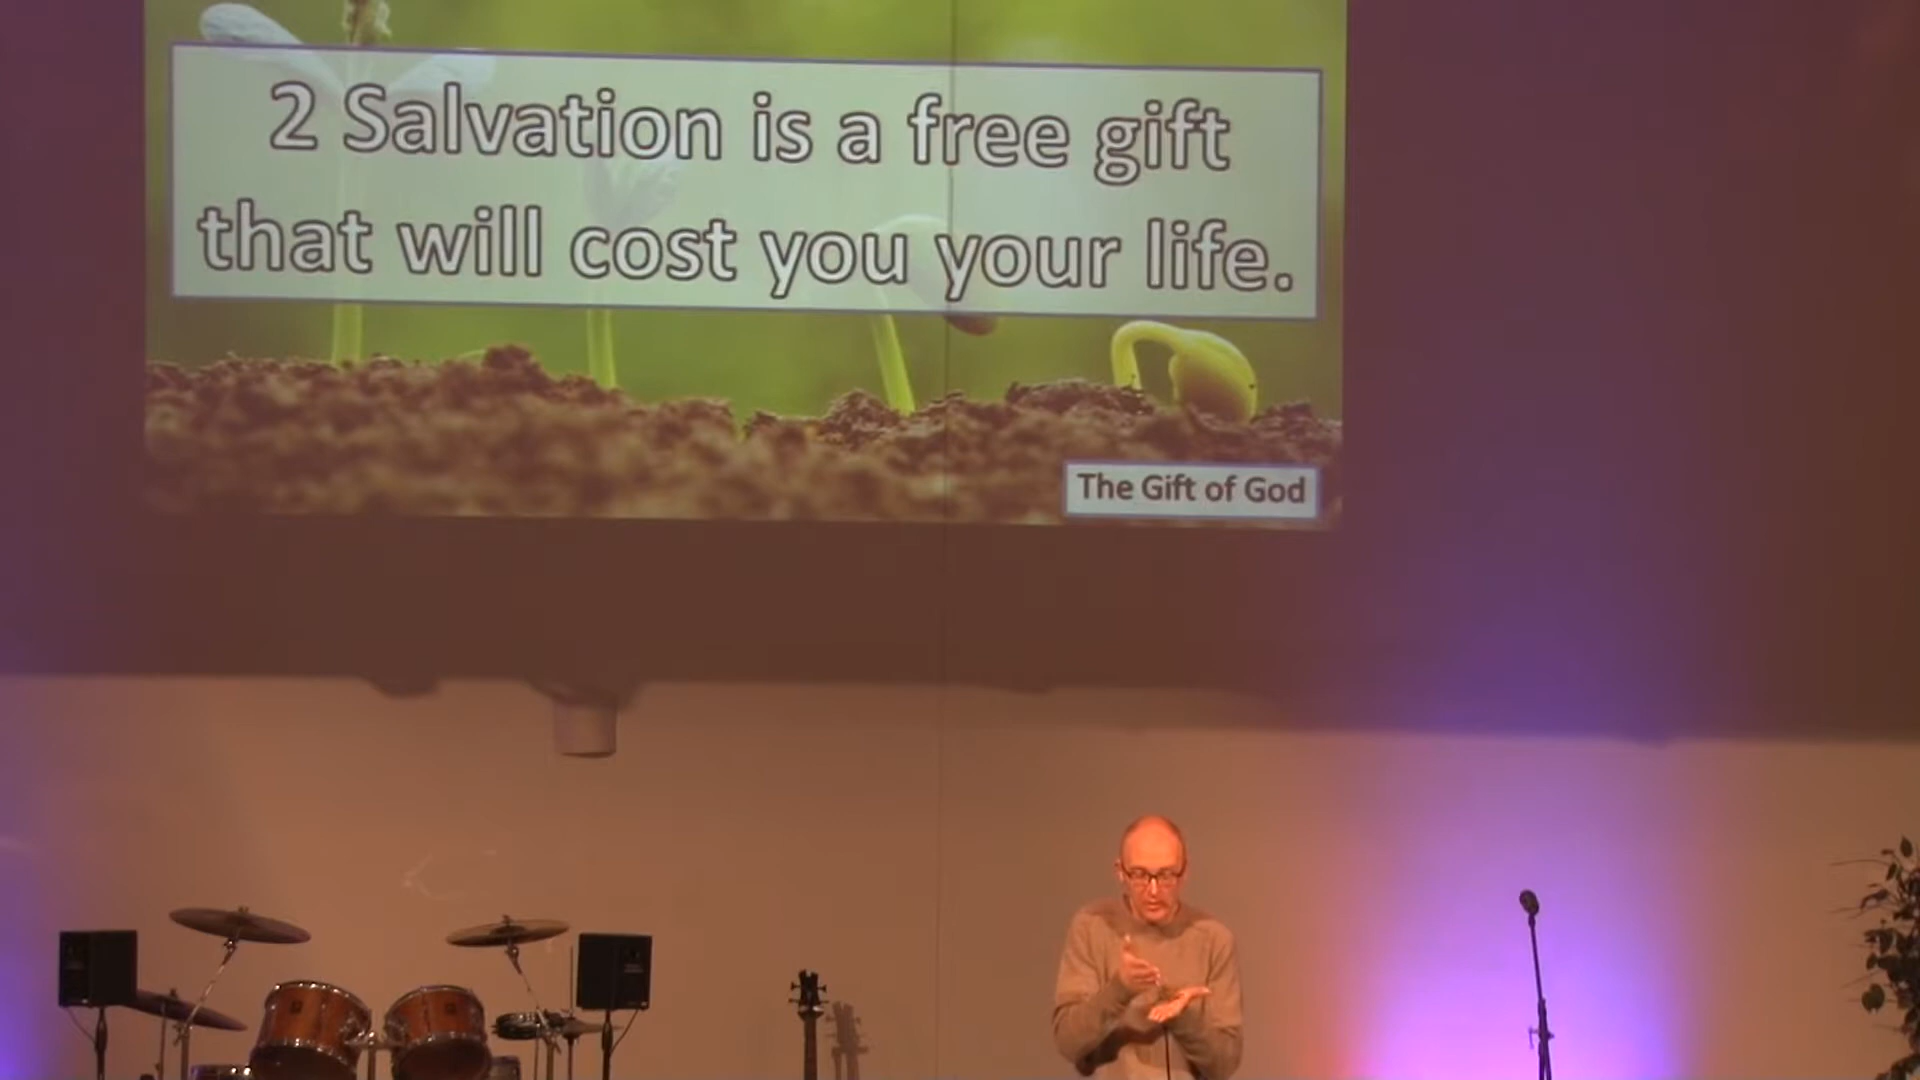 2 Salvation is a free gift
that will cost you your life.
The Gift of God